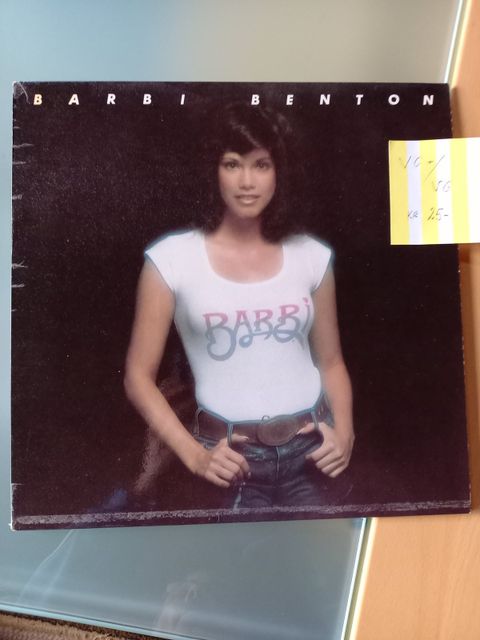 BARBI BENTON
BARBi
VG-/
VG
KR 25-